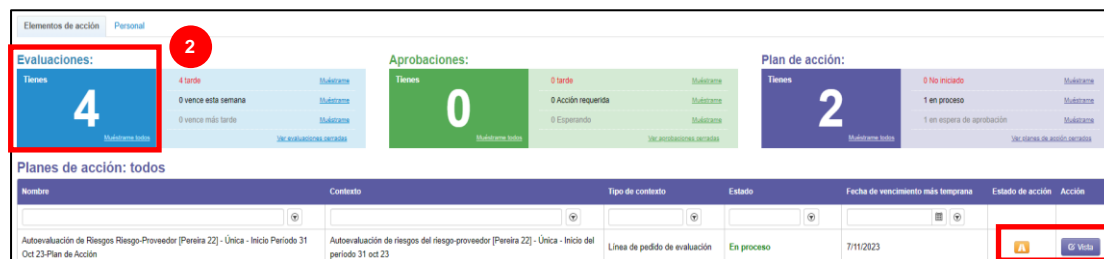 Elementos de acción Personal
2
Evaluaciones: Aprobaciones: Plan de acción:
Tienes 4 tarde Muéstrame Tienes 0 tarde Muéstrame Tienes 0 No iniciado Muéstrame
4 0 vence esta semana Muéstrame 0 0 Acción requerida Muéstrame 2 1 en proceso Muéstrame
0 vence más tarde Muéstrame 0 Esperando Muéstrame 1 en espera de aprobación Muéstrame
Muéstrame todos Ver evaluaciones cerradas Muéstrame todos Ver aprobaciones cerradas Muéstrame todos Ver planes de acción cerrados
Planes de acción: todos
Nombre Contexto Tipo de contexto Estado Fecha de vencimiento más temprana Estado de acción Acción
Autoevaluación de Riesgos Riesgo-Proveedor [Pereira 22] - Única - Inicio Período 31 Autoevaluación de riesgos del riesgo-proveedor [Pereira 22] - Única - Inicio del Línea de pedido de evaluación En proceso 7/11/2023 Vista
Oct 23-Plan de Acción período 31 oct 23